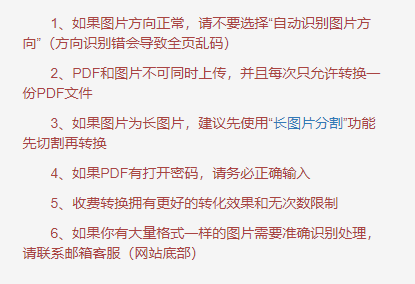 1、如果图片方向正常，请不要选择“自动识别图片方
向”（方向识别错会导致全页乱码）
2、PDF和图片不可同时上传，并且每次只允许转换一
份PDF文件
3、如果图片为长图片，建议先使用“长图片分割”功能
先切割再转换
4、如果PDF有打开密码，请务必正确输入
5、收费转换拥有更好的转化效果和无次数限制
6、如果你有大量格式一样的图片需要准确识别处理，
请联系邮箱客服（网站底部）